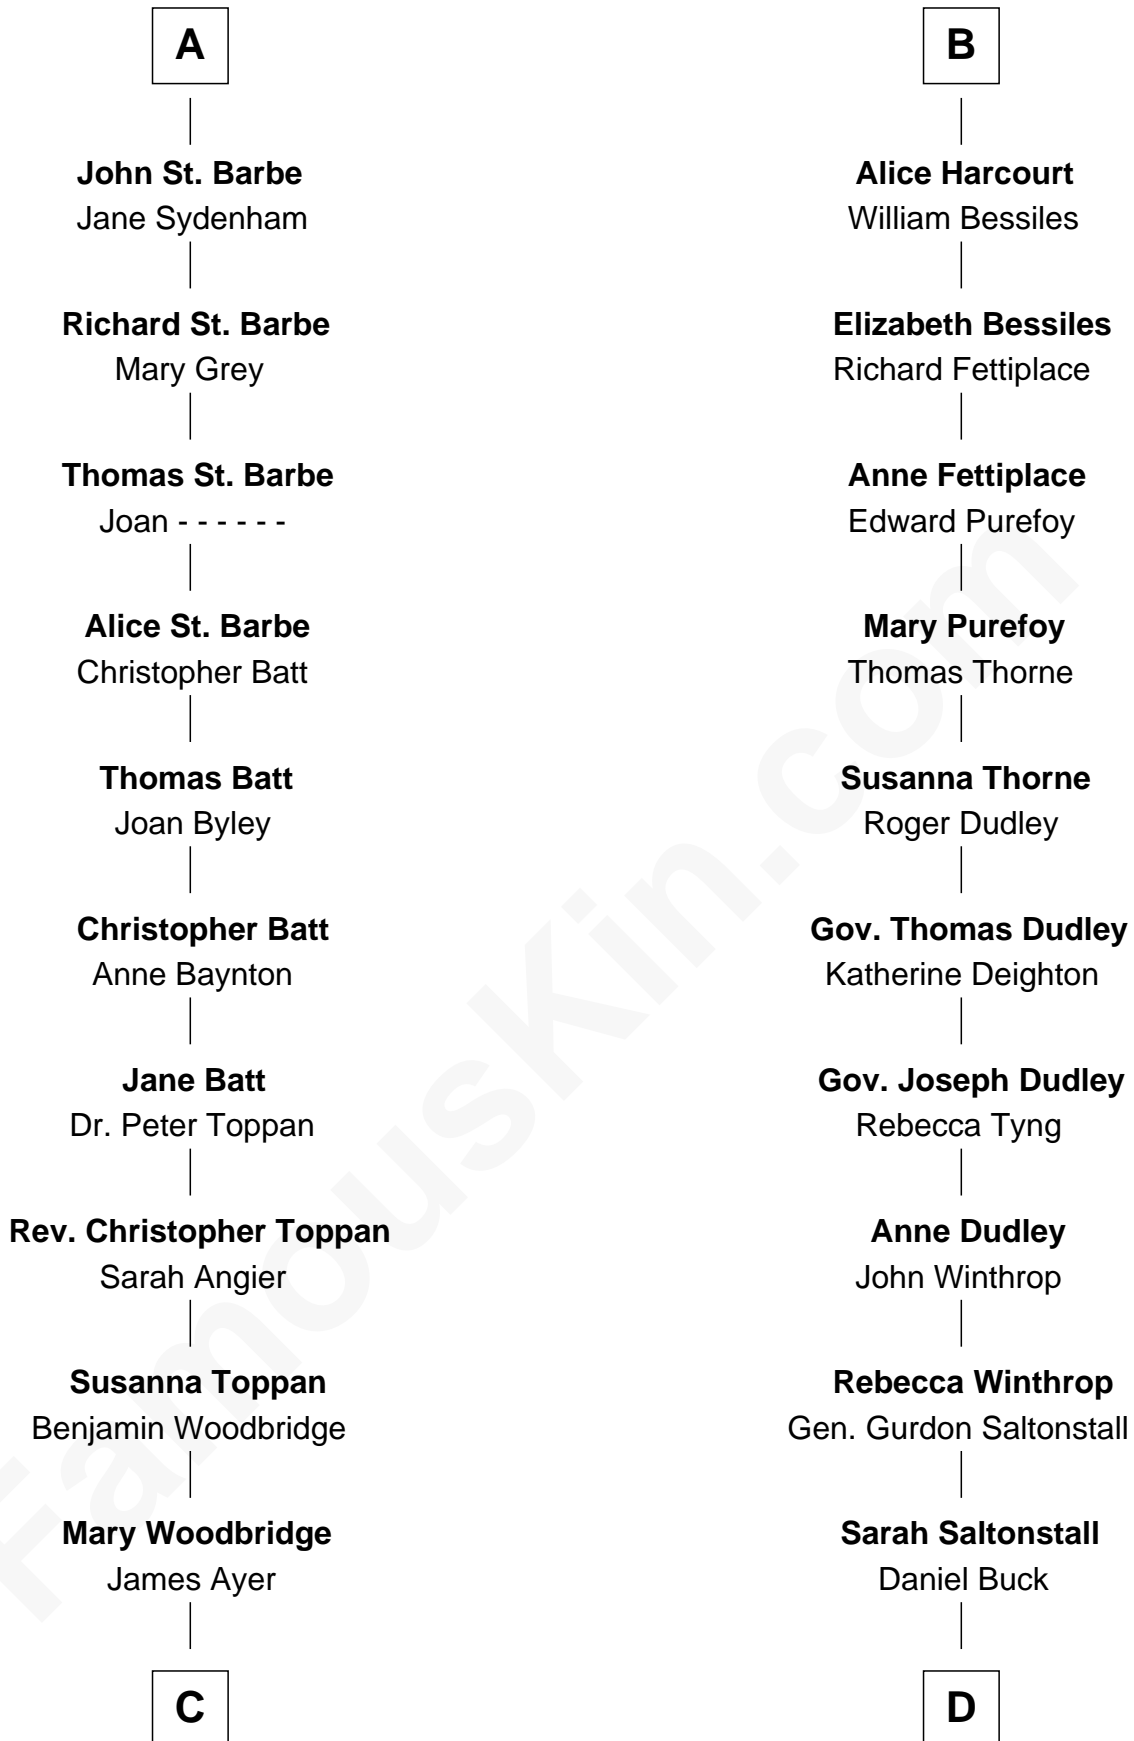 A
John St. Barbe
Jane Sydenham
Richard St. Barbe
Mary Grey
Thomas St. Barbe
Joan - - - - - -
Alice St. Barbe
Christopher Batt
Thomas Batt
Joan Byley
Christopher Batt
Anne Baynton
Jane Batt
Dr. Peter Toppan
Rev. Christopher Toppan
Sarah Angier
Susanna Toppan
Benjamin Woodbridge
Mary Woodbridge
James Ayer
C
B
Alice Harcourt
William Bessiles
Elizabeth Bessiles
Richard Fettiplace
Anne Fettiplace
Edward Purefoy
Mary Purefoy
Thomas Thorne
Susanna Thorne
Roger Dudley
Gov. Thomas Dudley
Katherine Deighton
Gov. Joseph Dudley
Rebecca Tyng
Anne Dudley
John Winthrop
Rebecca Winthrop
Gen. Gurdon Saltonstall
Sarah Saltonstall
Daniel Buck
D
FamousKin.com